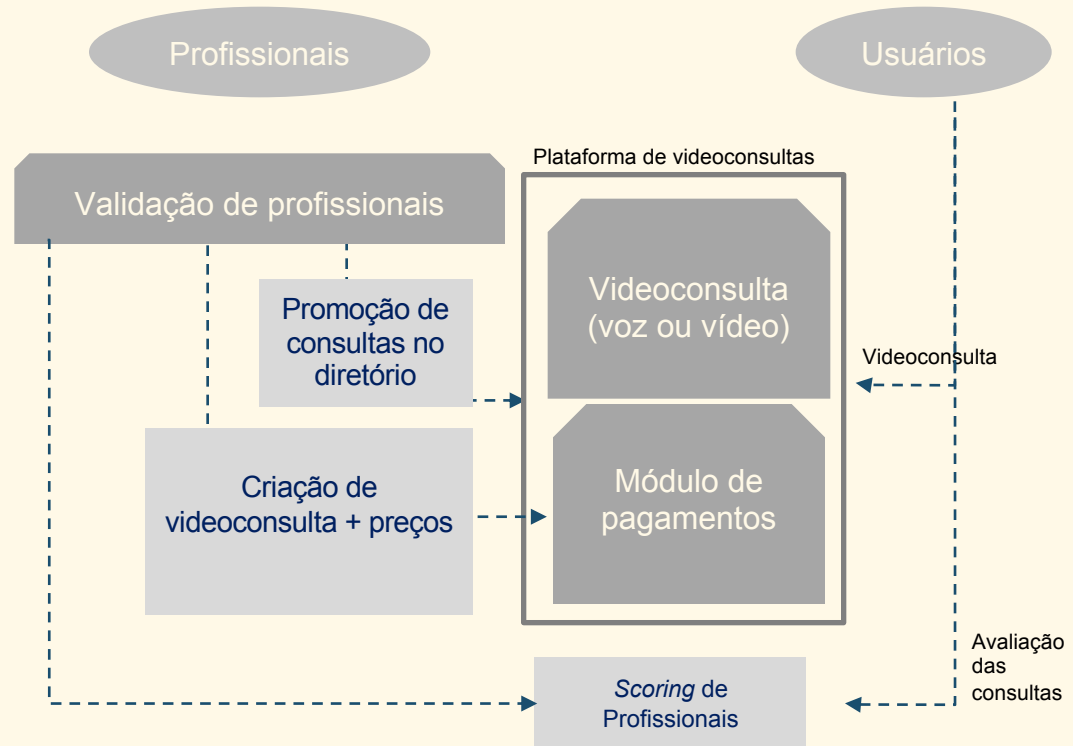 Profissionais
Usuários
Plataforma de videoconsultas
Validação de profissionais
Promoção de
consultas no
diretório
Videoconsulta
(voz ou vídeo)
Videoconsulta
Criação de
videoconsulta + preços
Módulo de
pagamentos
Avaliação
das
consultas
Scoring de
Profissionais